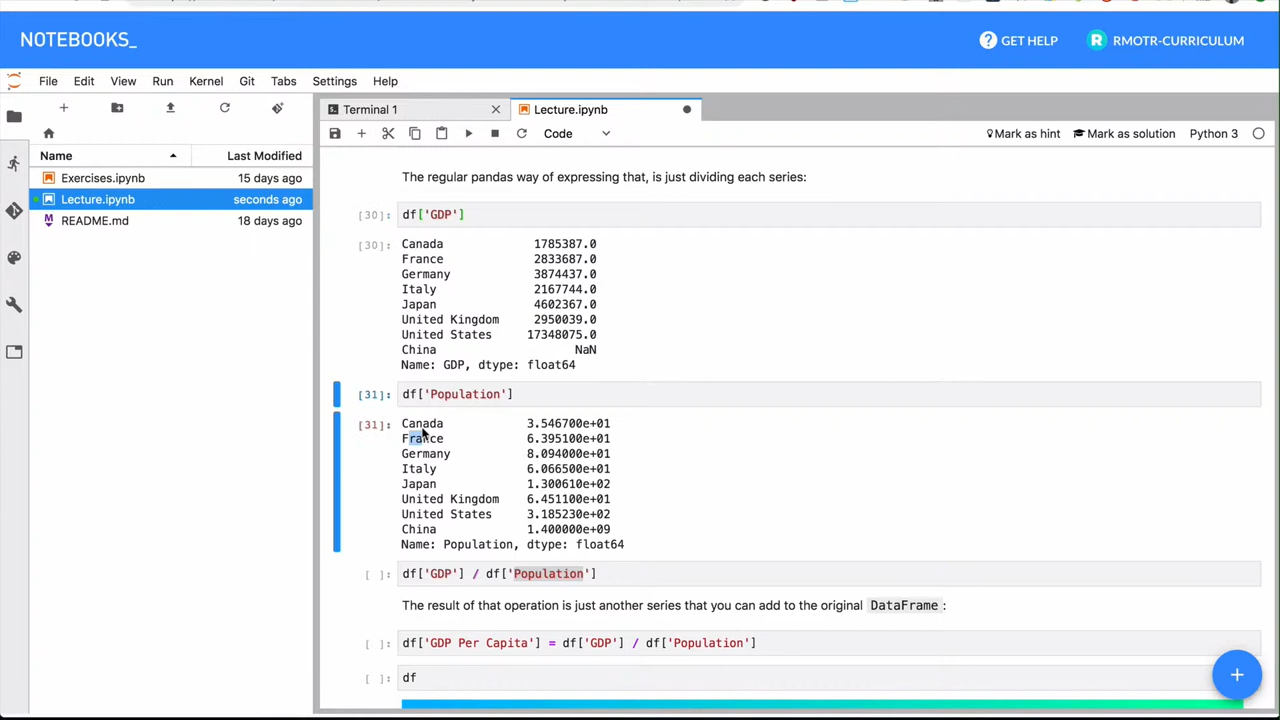 NOTEBOOKS_
GET HELP
R RMOTR-CURRICULUM
File Edit View Run Kernel Git Tabs Settings Help
Terminal 1
Lecture.ipynb
Code
Mark as hint
Mark as solution
Python 3
Name
Last Modified
Exercises.ipynb 15 days ago
Lecture.ipynb seconds ago
README.md 18 days ago
The regular pandas way of expressing that, is just dividing each series:
[30]: df['GDP']
[30]: Canada 1785387.0
France 2833687.0
Germany 3874437.0
Italy 2167744.0
Japan 4602367.0
United Kingdom 2950039.0
United States 17348075.0
China NaN
Name: GDP, dtype: float64
[31]: df['Population']
[31]: Canada 3.546700e+01
France 6.395100e+01
Germany 8.094000e+01
Italy 6.066500e+01
Japan 1.300610e+02
United Kingdom 6.451100e+01
United States 3.185230e+02
China 1.400000e+09
Name: Population, dtype: float64
[ ]: df['GDP'] / df['Population']
The result of that operation is just another series that you can add to the original DataFrame:
[ ]: df['GDP Per Capita'] = df['GDP'] / df['Population']
[ ]: df